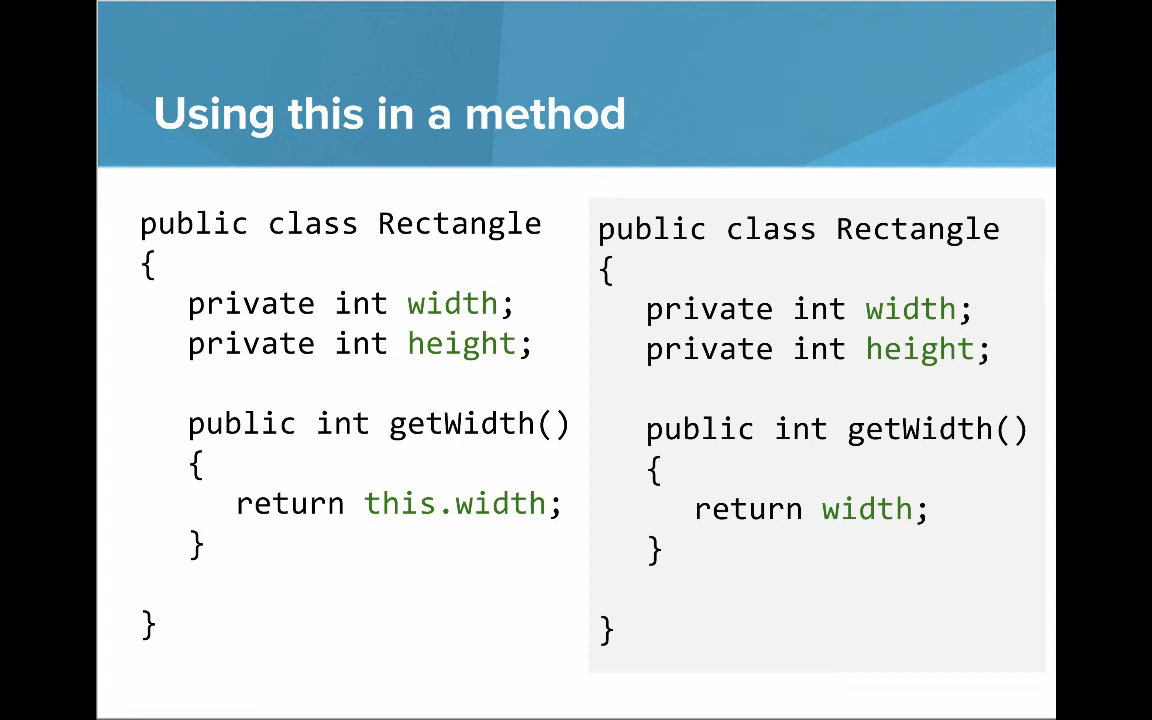 Using this in a method
public class Rectangle
{
private int width;
private int height;
public int getWidth()
{
return this.width;
}
}
public class Rectangle
{
private int width;
private int height;
public int getWidth()
{
return width;
}
}